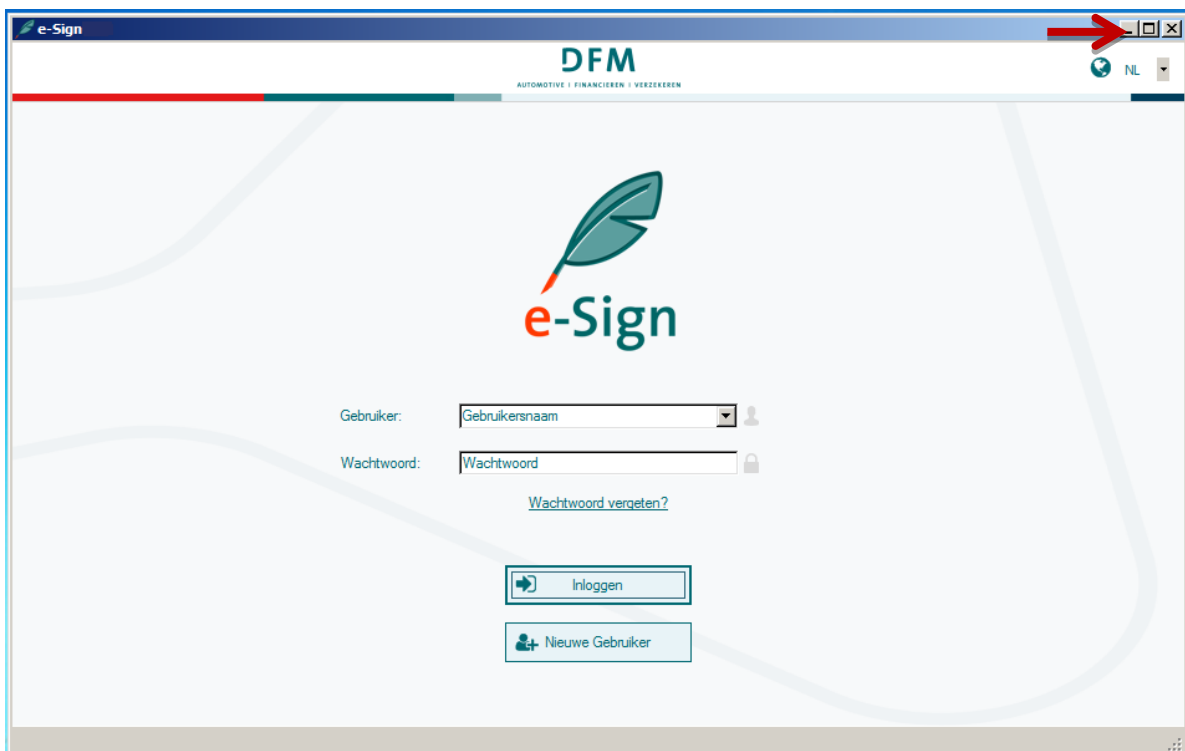 e-Sign
DFM
AUTOMOTIVE I FINANCIEREN I VERZEKEREN
NL
e-Sign
Gebruiker: Gebruikersnaam
Wachtwoord: Wachtwoord
Wachtwoord vergeten?
Inloggen
Nieuwe Gebruiker